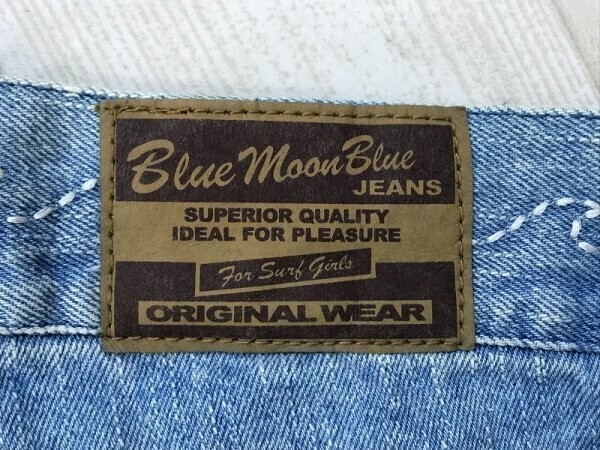 Blue Moon Blue
JEANS
SUPERIOR QUALITY
IDEAL FOR PLEASURE
For Surf Girls
ORIGINAL WEAR